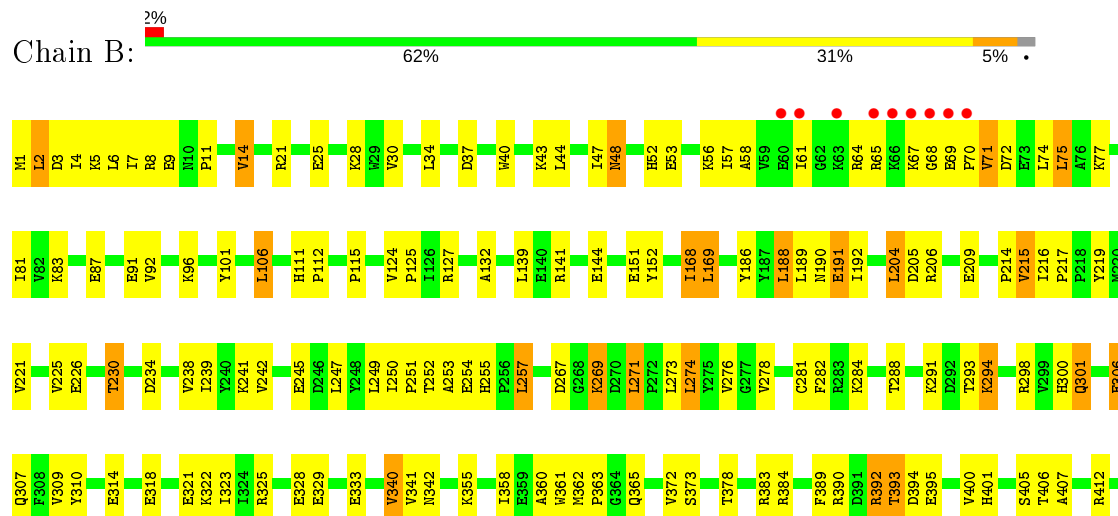 2%
Chain B:
62% 31% 5% •
M1 L2 D3 I4 K5 L6 I7 R8 E9 N10 P11 V14 R21 E25 K28 W29 V30 L34 D37 W40 K43 L44 I47 N48 H52 E53 K56 I57 A58 V59 E60 I61 G62 K63 R64 R65 K66 K67 G68 E69 P70 V71 D72 E73 L74 L75 A76 K77
I81 V82 K83 E87 E91 V92 K96 Y101 L106 H111 P112 P115 V124 P125 I126 R127 A132 L139 E140 R141 E144 E151 Y152 I168 L169 Y186 Y187 L188 L189 N190 E191 I192 L204 D205 R206 E209 P214 V215 I216 P217 P218 Y219
V221 V225 E226 T230 D234 V238 I239 Y240 K241 V242 E245 D246 L247 Y248 L249 I250 P251 T252 A253 E254 H255 P256 L257 D267 G268 K269 D270 L271 P272 L273 L274 Y275 V276 G277 V278 C281 F282 R283 K284 T288 K291 D292 T293 K294 R298 V299 H300 Q301
Q307 F308 V309 Y310 E314 E318 E321 K322 I323 I324 R325 E328 E329 E333 V340 V341 N342 K355 I358 E359 A360 W361 M362 P363 G364 Q365 V372 S373 T378 R383 R384 F389 R390 D391 R392 T393 D394 E395 V400 H401 S405 T406 A407 R412